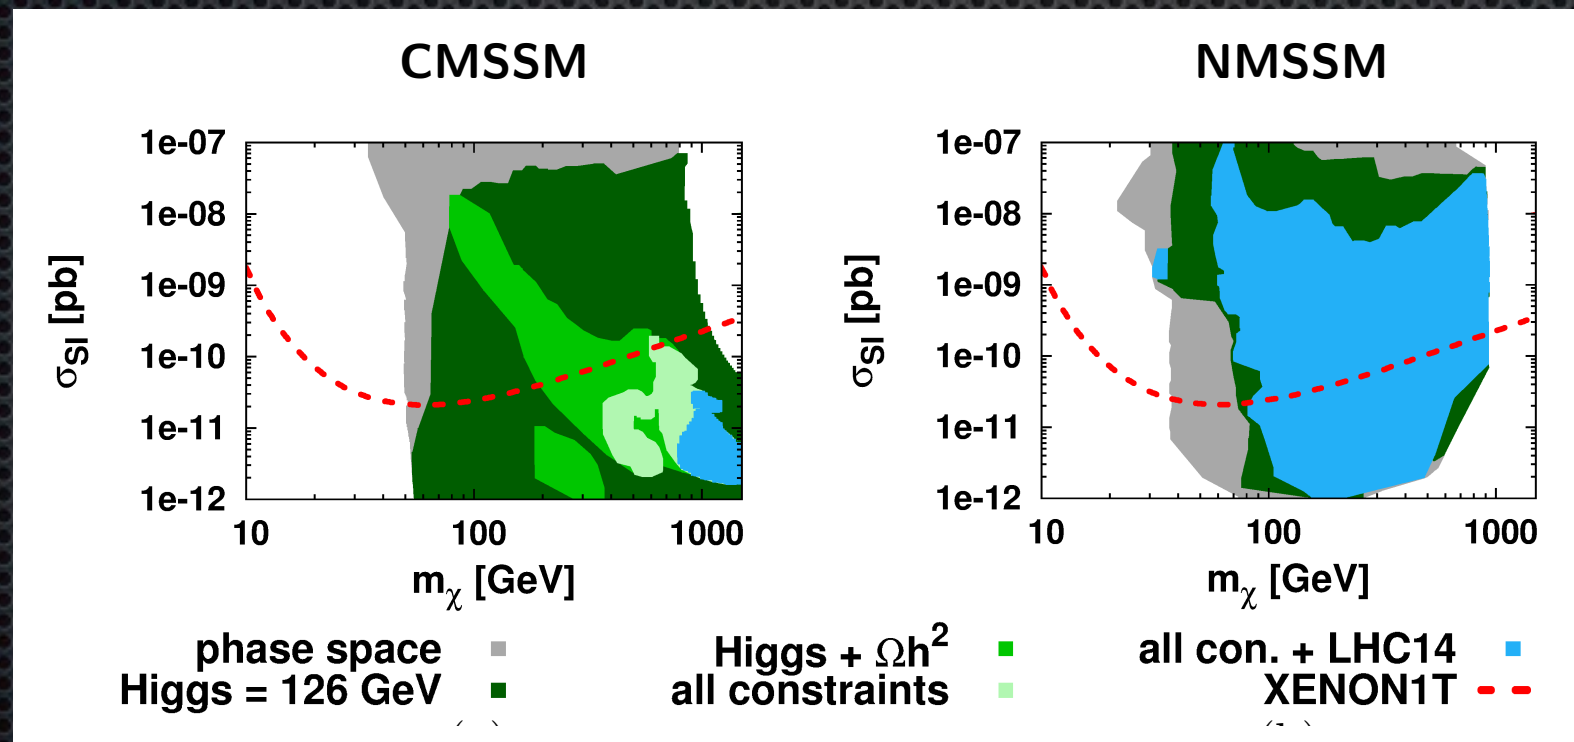 CMSSM
NMSSM
1e-07
1e-08
1e-09
1e-10
1e-11
1e-12
σSI [pb]
10 100 1000
mχ [GeV]
1e-07
1e-08
1e-09
1e-10
1e-11
1e-12
σSI [pb]
10 100 1000
mχ [GeV]
phase space
Higgs = 126 GeV
Higgs + Ωh²
all constraints
all con. + LHC14
XENON1T